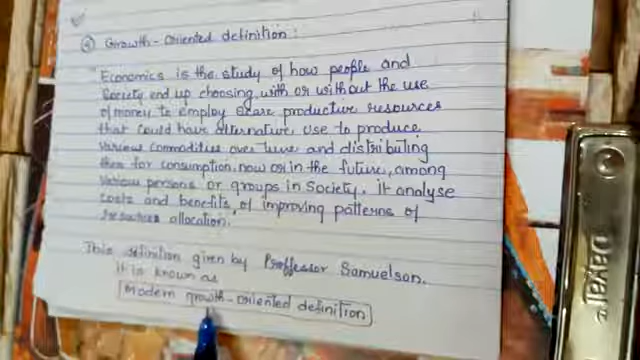 ④ Growth-Oriented definition:
Economics is the study of how people and
Society end up choosing, with or without the use
of money to employ scare productive resources
that could have alternative use to produce
various commodities over time and distributing
then for consumption, now or in the future, among
various persons or groups in Society. It analyse
costs and benefits, of improving patterns of
resources allocation.
This definition given by Proffessor Samuelson.
It is known as
Modern growth-oriented definition
Dayal